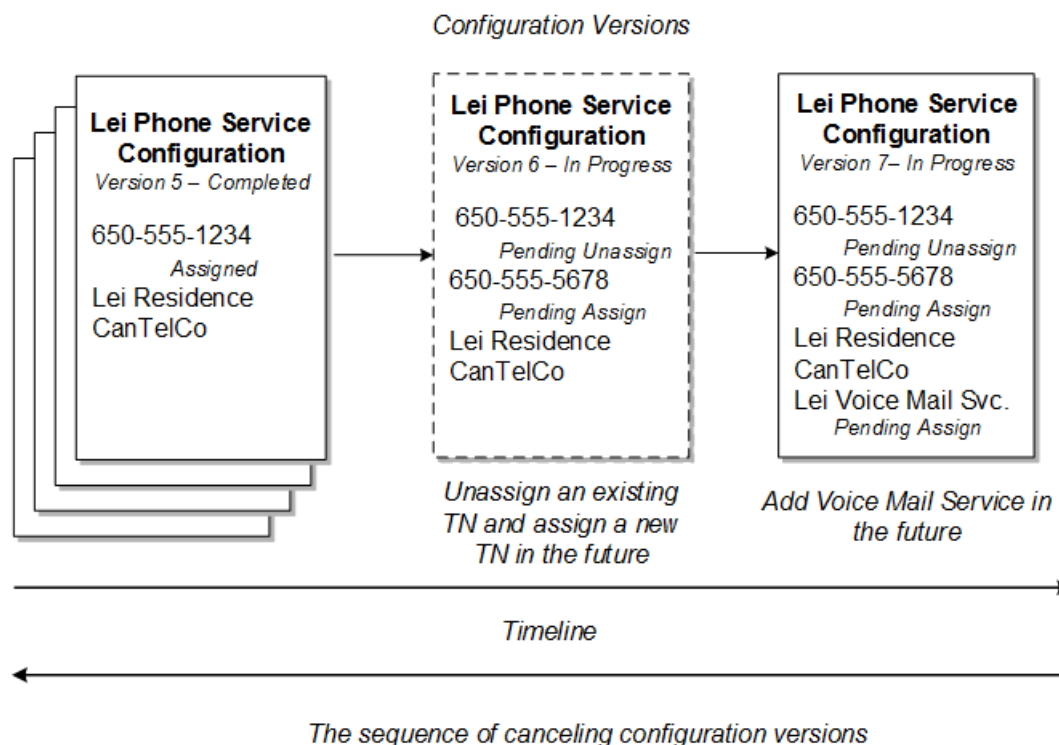 Configuration Versions
Lei Phone Service
Configuration
Version 5 – Completed
650-555-1234
Assigned
Lei Residence
CanTelCo
Lei Phone Service
Configuration
Version 6 – In Progress
650-555-1234
Pending Unassign
650-555-5678
Pending Assign
Lei Residence
CanTelCo
Unassign an existing
TN and assign a new
TN in the future
Lei Phone Service
Configuration
Version 7– In Progress
650-555-1234
Pending Unassign
650-555-5678
Pending Assign
Lei Residence
CanTelCo
Lei Voice Mail Svc.
Pending Assign
Add Voice Mail Service in
the future
Timeline
The sequence of canceling configuration versions